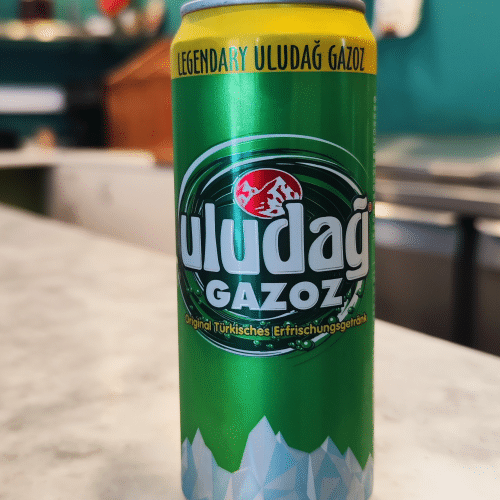 LEGENDARY ULUDAĞ GAZOZ
uludağ
GAZOZ
Original Türkisches Erfrischungsgetränk